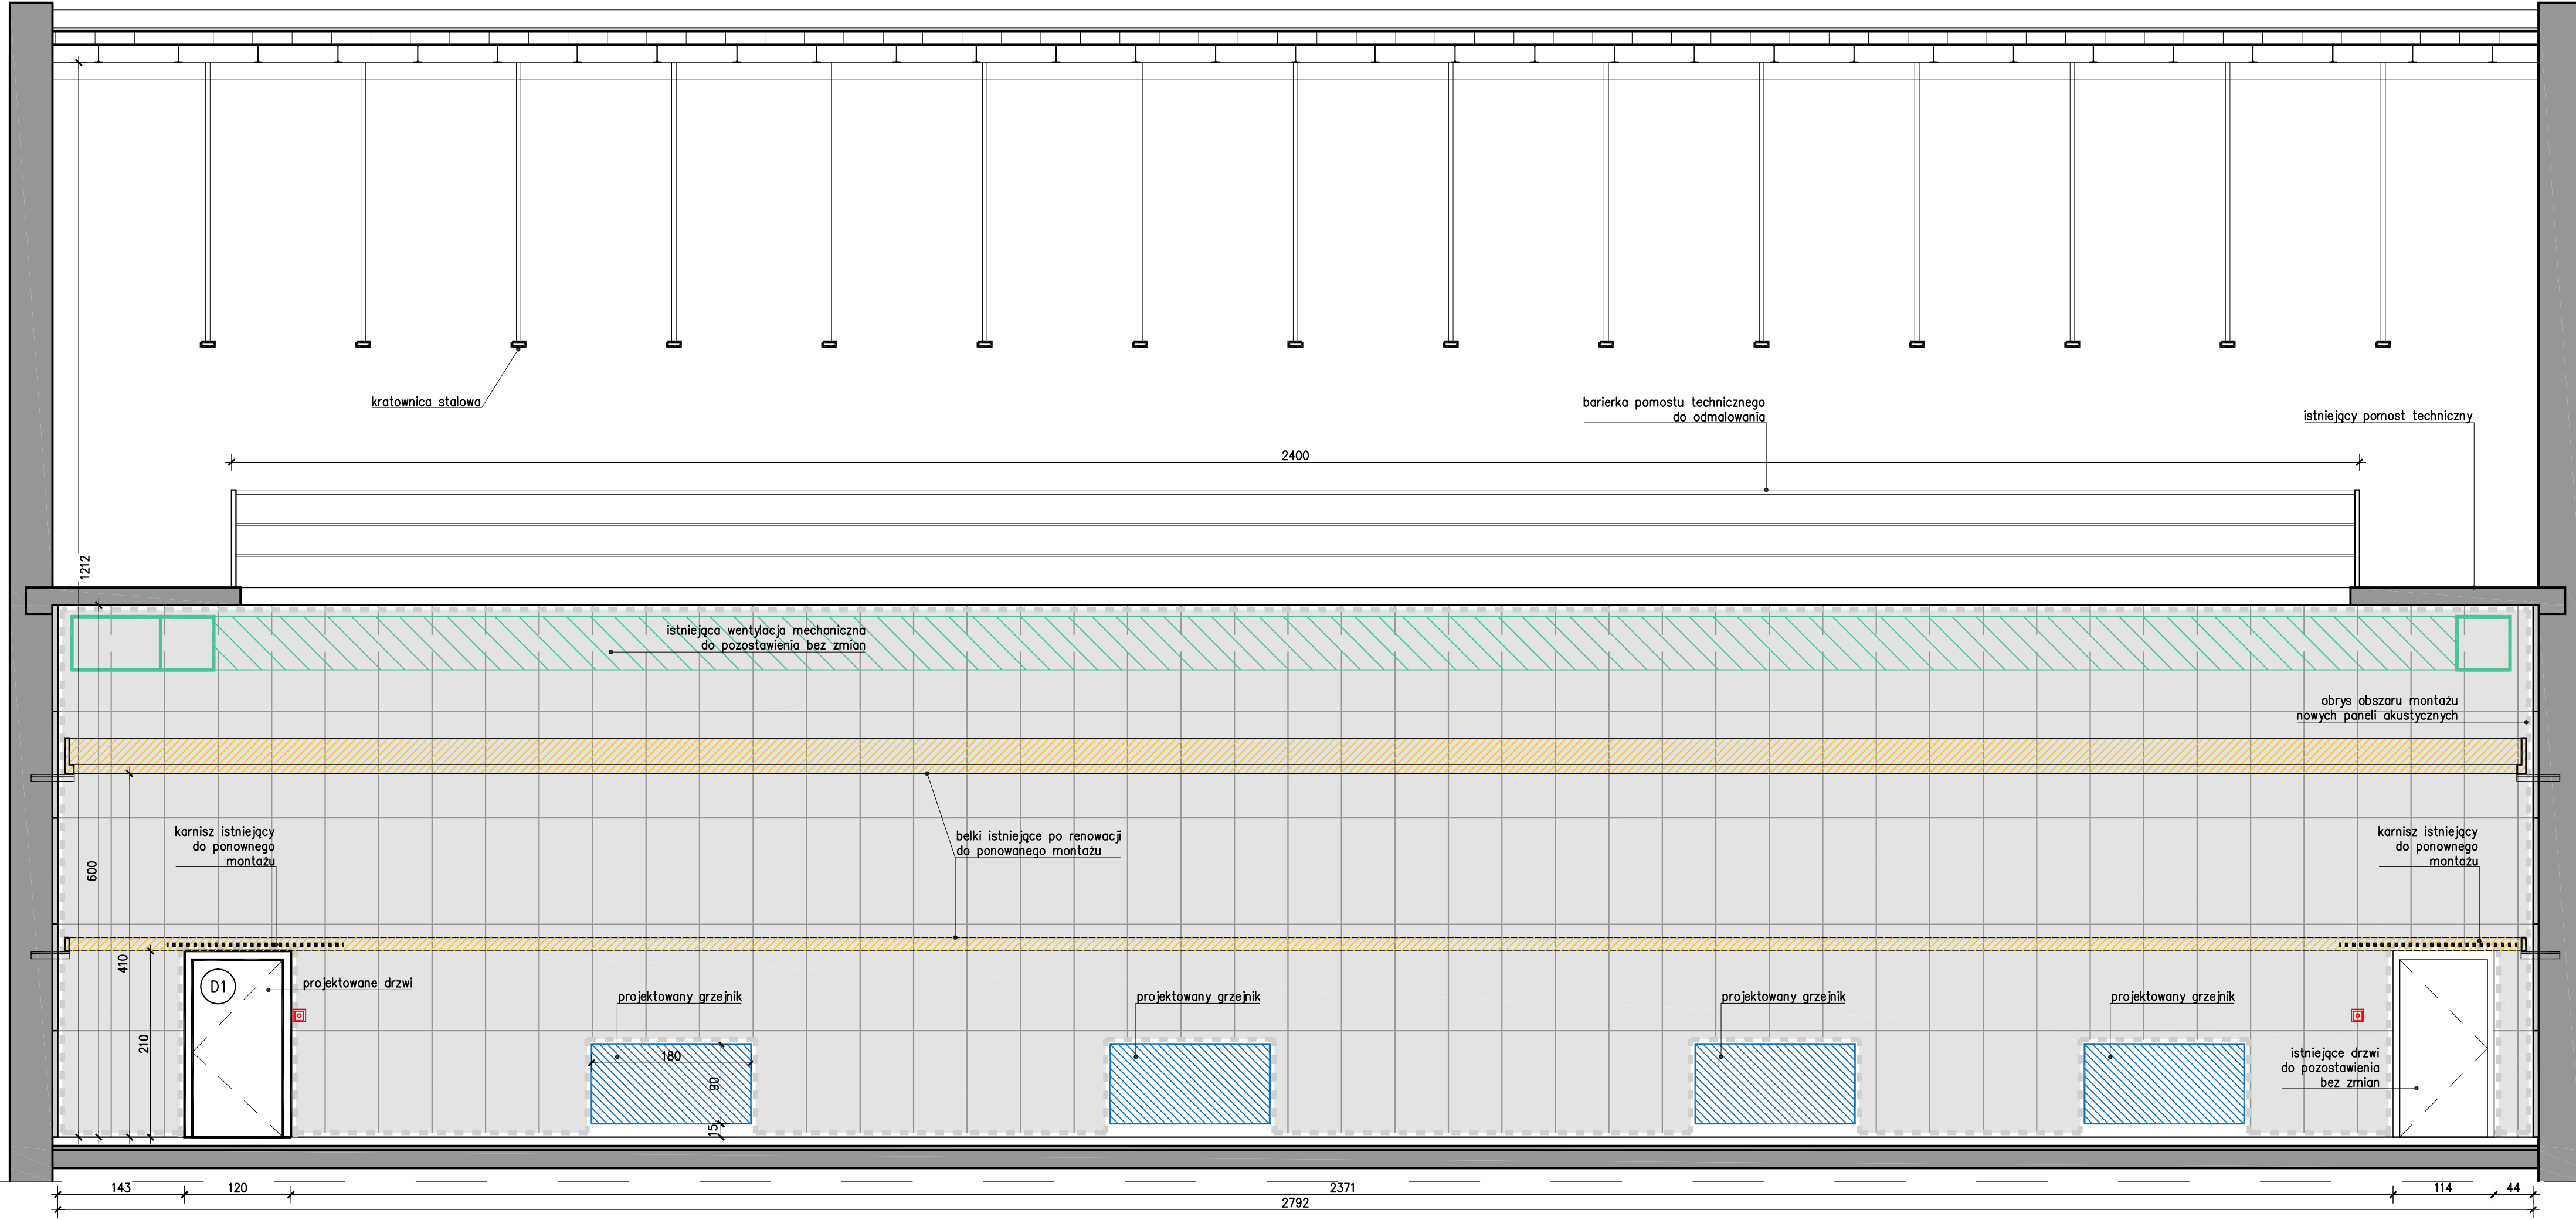 kratownica stalowa
barierka pomostu technicznego
do odmalowania
istniejący pomost techniczny
2400
1212
istniejąca wentylacja mechaniczna
do pozostawienia bez zmian
obrys obszaru montażu
nowych paneli akustycznych
karnisz istniejący
do ponownego
montażu
600
belki istniejące po renowacji
do ponowanego montażu
karnisz istniejący
do ponownego
montażu
410
D1
projektowane drzwi
210
projektowany grzejnik
projektowany grzejnik
projektowany grzejnik
projektowany grzejnik
180
90
15
istniejące drzwi
do pozostawienia
bez zmian
143
120
2371
114
44
2792